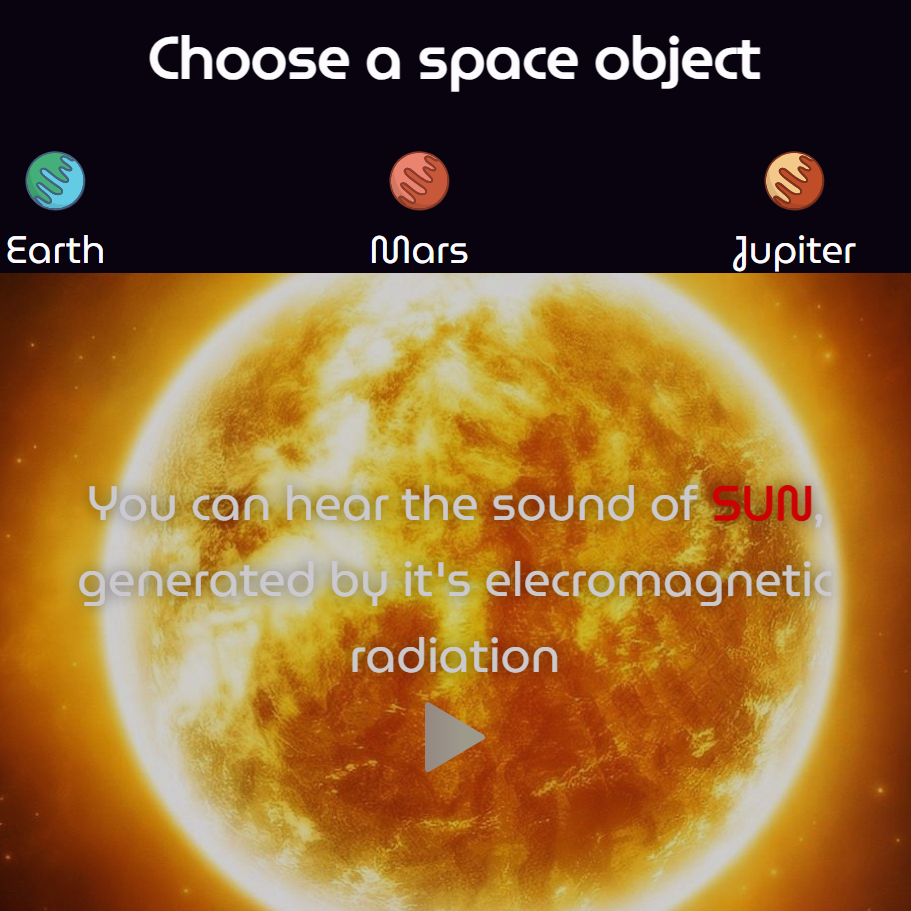 Choose a space object
Earth Mars Jupiter
You can hear the sound of SUN,
generated by it's elecromagnetic
radiation